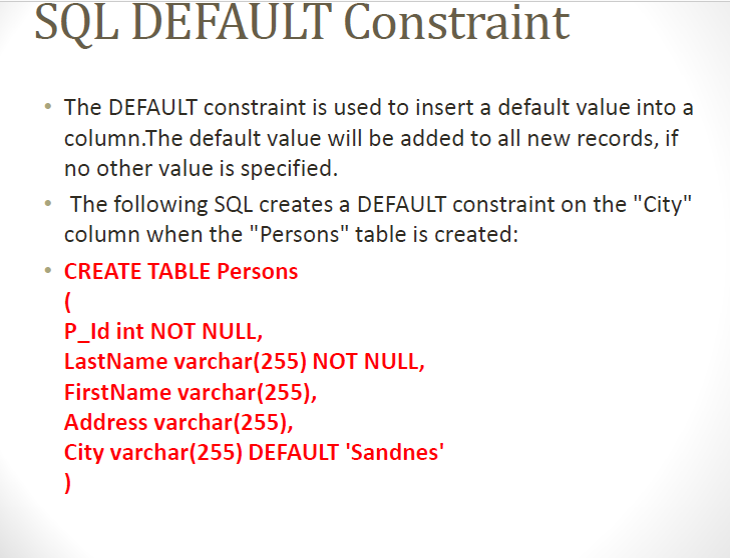 SQL DEFAULT Constraint
• The DEFAULT constraint is used to insert a default value into a
column.The default value will be added to all new records, if
no other value is specified.
• The following SQL creates a DEFAULT constraint on the "City"
column when the "Persons" table is created:
• CREATE TABLE Persons
(
P_Id int NOT NULL,
LastName varchar(255) NOT NULL,
FirstName varchar(255),
Address varchar(255),
City varchar(255) DEFAULT 'Sandnes'
)